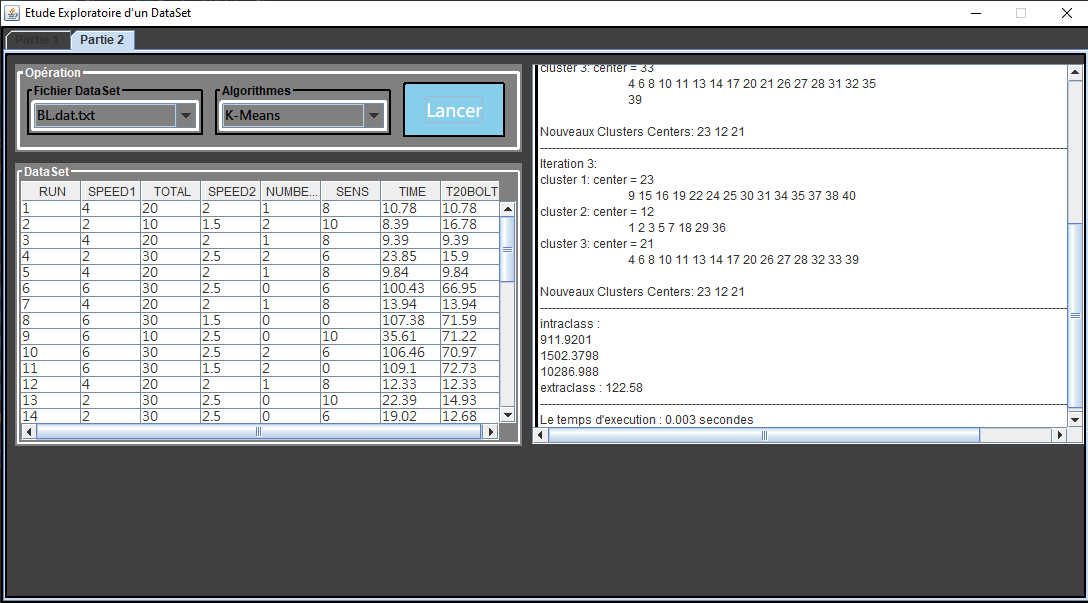 Etude Exploratoire d'un DataSet
Partie 1 Partie 2
Opération
Fichier DataSet Algorithmes
BL.dat.txt K-Means Lancer
DataSet
RUN SPEED1 TOTAL SPEED2 NUMBE... SENS TIME T20BOLT
1 4 20 2 1 8 10.78 10.78
2 2 10 1.5 2 10 8.39 16.78
3 4 20 2 1 8 9.39 9.39
4 2 30 2.5 2 6 23.85 15.9
5 4 20 2 1 8 9.84 9.84
6 6 30 2.5 0 6 100.43 66.95
7 4 20 2 1 8 13.94 13.94
8 6 30 1.5 0 0 107.38 71.59
9 6 10 2.5 0 10 35.61 71.22
10 6 30 2.5 2 6 106.46 70.97
11 6 30 1.5 2 0 109.1 72.73
12 4 20 2 1 8 12.33 12.33
13 2 30 2.5 0 10 22.39 14.93
14 2 30 2.5 0 6 19.02 12.68
cluster 3: center = 33
4 6 8 10 11 13 14 17 20 21 26 27 28 31 32 35
39
Nouveaux Clusters Centers: 23 12 21
Iteration 3:
cluster 1: center = 23
9 15 16 19 22 24 25 30 31 34 35 37 38 40
cluster 2: center = 12
1 2 3 5 7 18 29 36
cluster 3: center = 21
4 6 8 10 11 13 14 17 20 26 27 28 32 33 39
Nouveaux Clusters Centers: 23 12 21
intraclass :
911.9201
1502.3798
10286.988
extraclass : 122.58
Le temps d'execution : 0.003 secondes